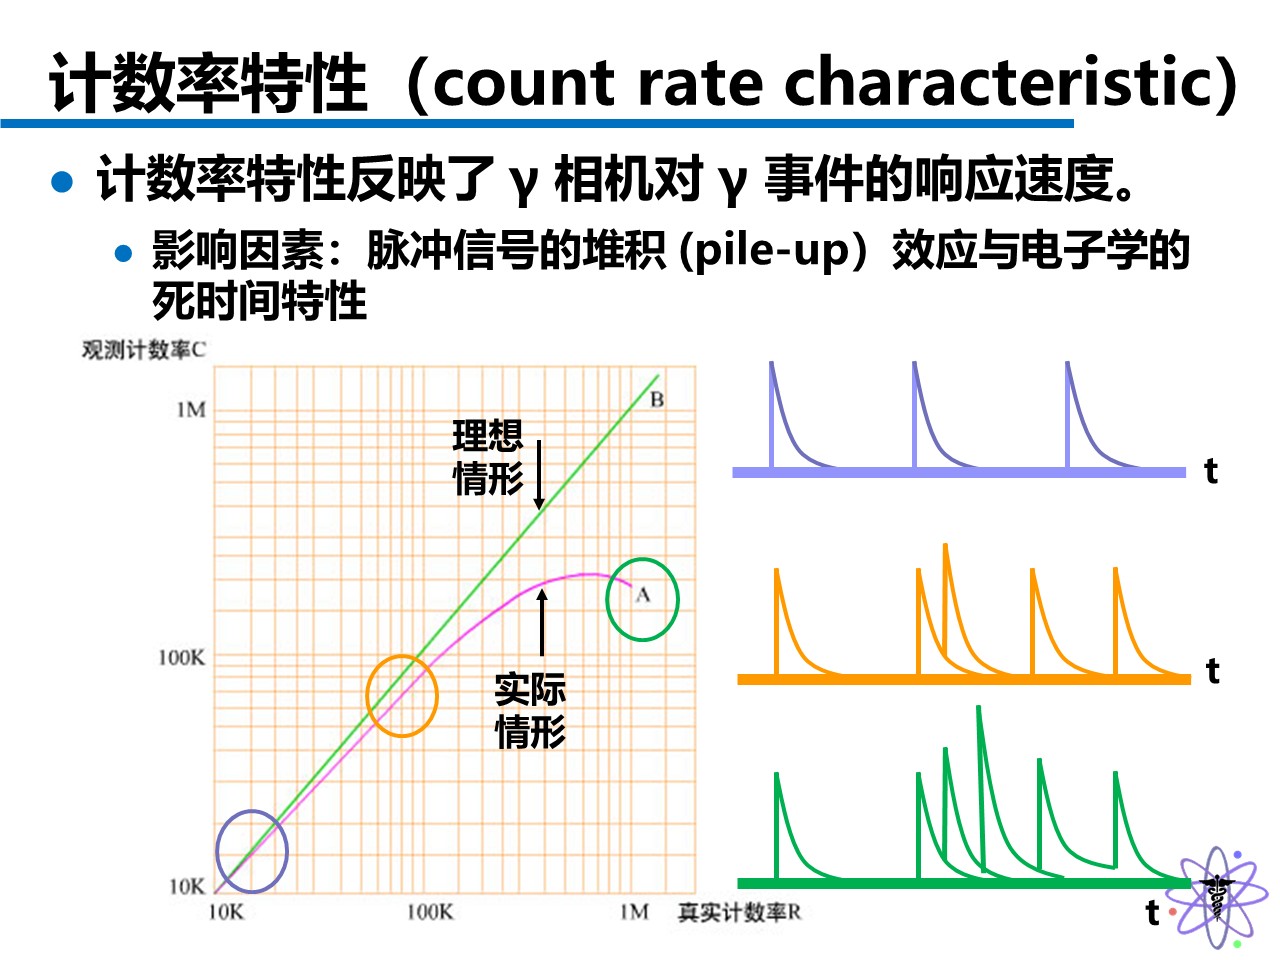 计数率特性（count rate characteristic）
计数率特性反映了 γ 相机对 γ 事件的响应速度。
影响因素：脉冲信号的堆积 (pile-up）效应与电子学的
死时间特性
观测计数率C
1M
100K
10K
10K
100K
1M
真实计数率R
B
理想
情形
A
实际
情形
t
t
t